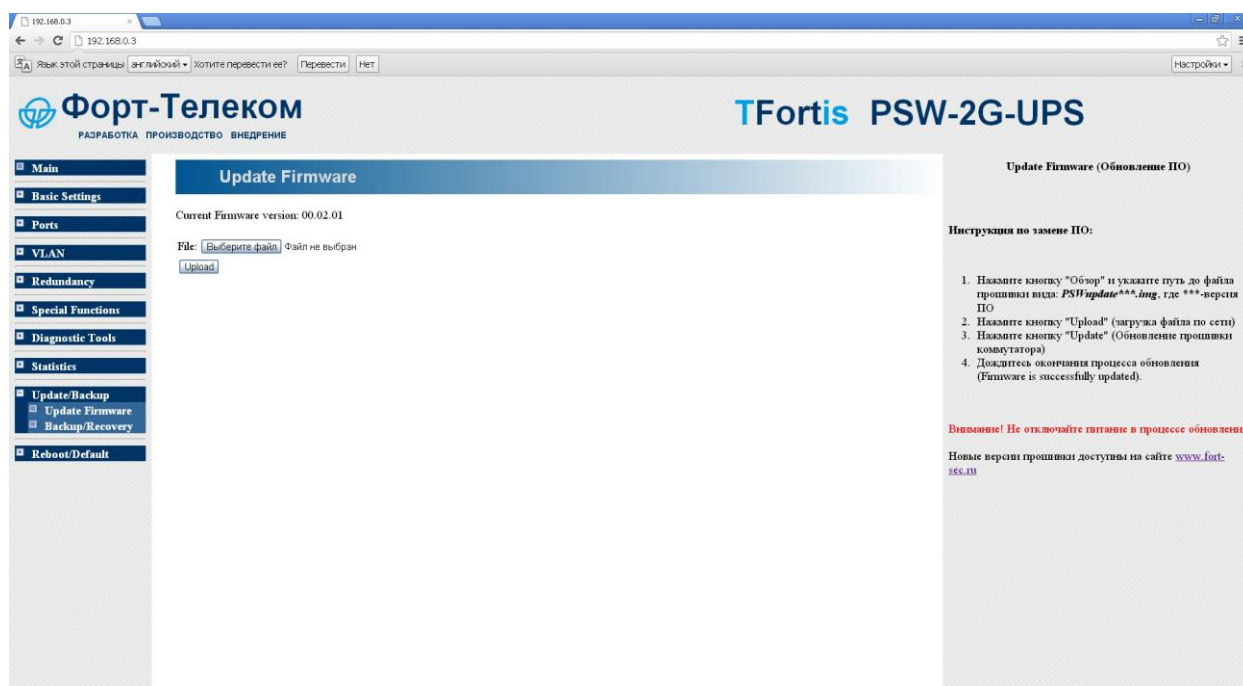 192.168.0.3
192.168.0.3
Язык этой страницы английский Хотите перевести ее? Перевести Нет Настройки
Форт-Телеком
РАЗРАБОТКА ПРОИЗВОДСТВО ВНЕДРЕНИЕ
TFortis PSW-2G-UPS
Main
Basic Settings
Ports
VLAN
Redundancy
Special Functions
Diagnostic Tools
Statistics
Update/Backup
Update Firmware
Backup/Recovery
Reboot/Default
Update Firmware
Current Firmware version: 00.02.01
File: Выберите файл Файл не выбран
Upload
Update Firmware (Обновление ПО)
Инструкция по замене ПО:
1. Нажмите кнопку "Обзор" и укажите путь до файла
прошивки вида: PSWupdate***.img, где ***-версия
ПО
2. Нажмите кнопку "Upload" (загрузка файла по сети)
3. Нажмите кнопку "Update" (Обновление прошивки
коммутатора)
4. Дождитесь окончания процесса обновления
(Firmware is successfully updated).
Внимание! Не отключайте питание в процессе обновлени
Новые версии прошивки доступны на сайте www.fort-
sec.ru